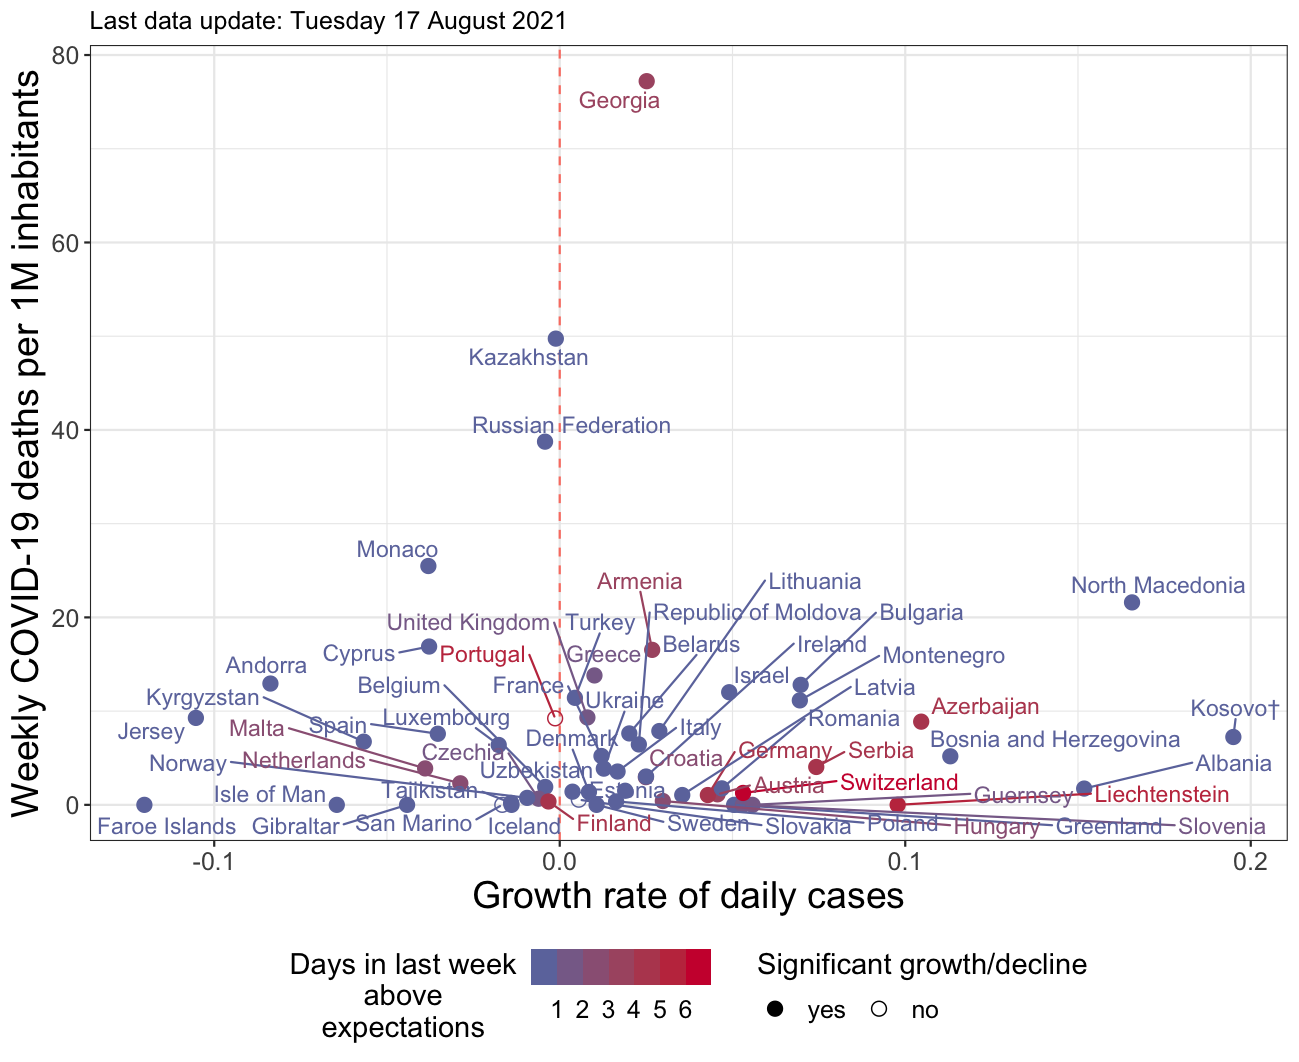 Last data update: Tuesday 17 August 2021
Weekly COVID-19 deaths per 1M inhabitants
80
60
40
20
0
Georgia
Kazakhstan
Russian Federation
Monaco
Armenia
Lithuania
North Macedonia
United Kingdom
Turkey
Republic of Moldova
Bulgaria
Cyprus
Portugal
Greece
Belarus
Ireland
Montenegro
Andorra
Belgium
France
Israel
Latvia
Kyrgyzstan
Ukraine
Azerbaijan
Kosovo†
Jersey
Malta
Spain
Luxembourg
Denmark
Italy
Romania
Bosnia and Herzegovina
Norway
Netherlands
Czechia
Croatia
Germany
Serbia
Albania
Uzbekistan
Isle of Man
Tajikistan
Estonia
Austria
Switzerland
Guernsey
Liechtenstein
Faroe Islands
Gibraltar
San Marino
Iceland
Finland
Sweden
Slovakia
Poland
Hungary
Greenland
Slovenia
-0.1
0.0
0.1
0.2
Growth rate of daily cases
Days in last week
above
expectations
1 2 3 4 5 6
Significant growth/decline
yes
no